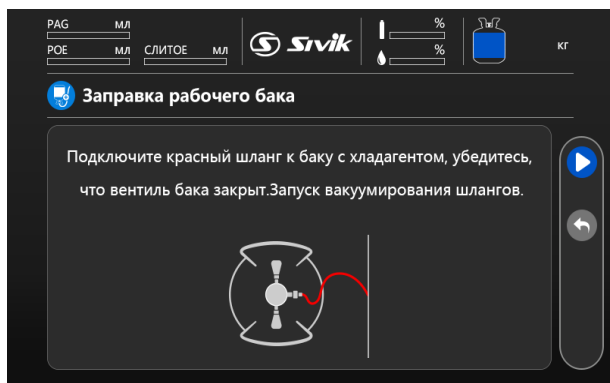 PAG мл
POE мл СЛИТОЕ мл
Sivik
%
%
кг
Заправка рабочего бака
Подключите красный шланг к баку с хладагентом, убедитесь,
что вентиль бака закрыт.Запуск вакуумирования шлангов.